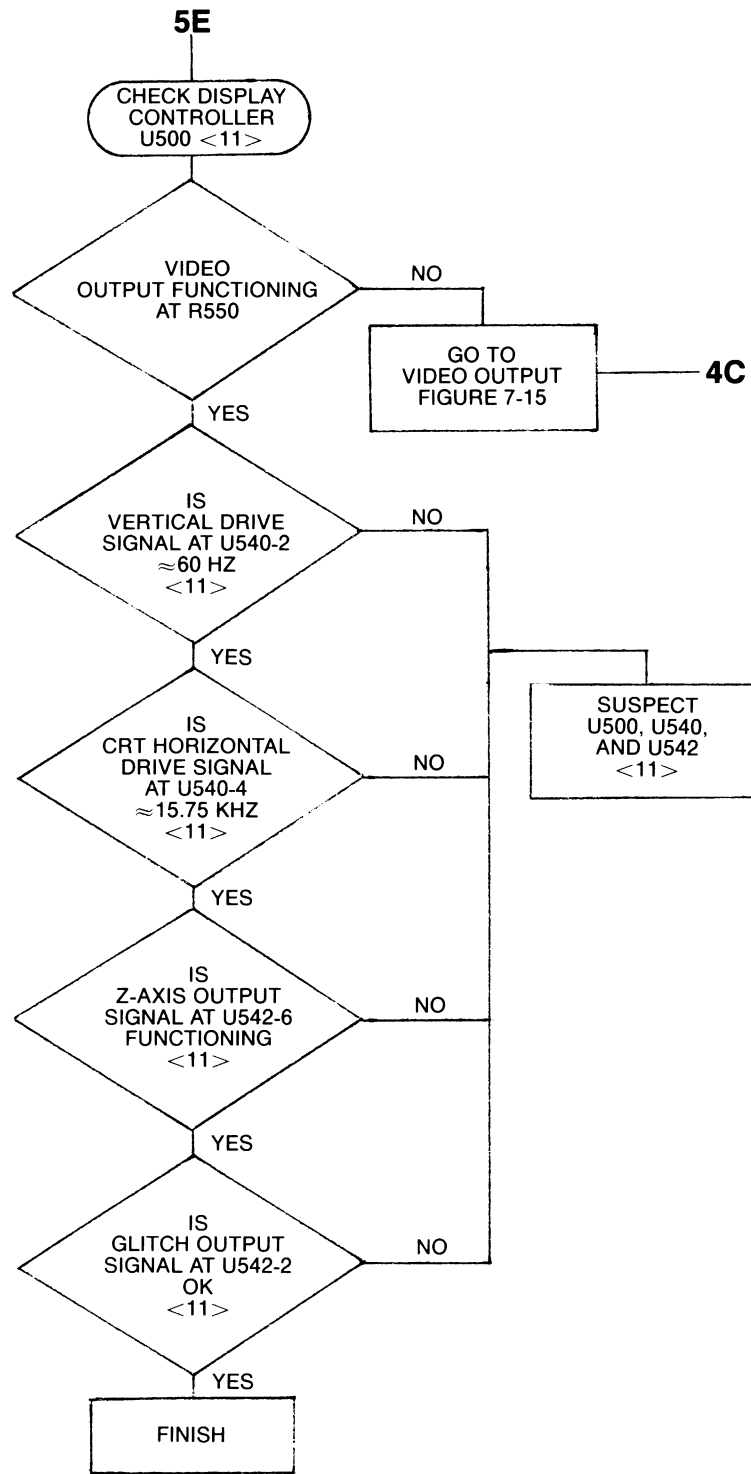 5E
CHECK DISPLAY
CONTROLLER
U500 <11>
VIDEO
OUTPUT FUNCTIONING
AT R550
NO
GO TO
VIDEO OUTPUT
FIGURE 7-15
4C
YES
IS
VERTICAL DRIVE
SIGNAL AT U540-2
≈60 HZ
<11>
NO
YES
SUSPECT
U500, U540,
AND U542
<11>
IS
CRT HORIZONTAL
DRIVE SIGNAL
AT U540-4
≈15.75 KHZ
<11>
NO
YES
IS
Z-AXIS OUTPUT
SIGNAL AT U542-6
FUNCTIONING
<11>
NO
YES
IS
GLITCH OUTPUT
SIGNAL AT U542-2
OK
<11>
NO
YES
FINISH